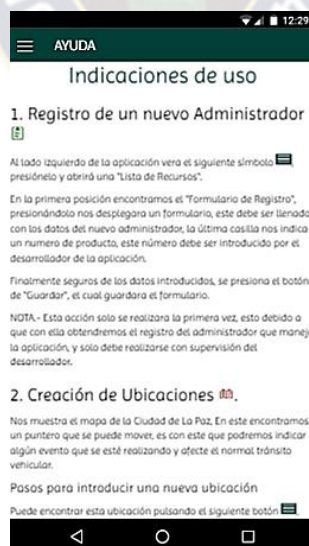 12:29
AYUDA
Indicaciones de uso
1. Registro de un nuevo Administrador
Al lado izquierdo de la aplicación vera el siguiente símbolo
presiónelo y abrirá una "Lista de Recursos".
En la primera posición encontramos el "Formulario de Registro",
presionándolo nos desplegara un formulario, este debe ser llenado
con los datos del nuevo administrador, la última casilla nos indica
un numero de producto, este número debe ser introducido por el
desarrollador de la aplicación.
Finalmente seguros de los datos introducidos, se presiona el botón
de "Guardar", el cual guardara el formulario.
NOTA.- Esta acción solo se realizara la primera vez, esto debido a
que con ella obtendremos el registro del administrador que manej
la aplicación, y solo debe realizarse con supervisión del
desarrollador.
2. Creación de Ubicaciones .
Nos muestra el mapa de la Ciudad de La Paz, En este encontramos
un puntero que se puede mover, es con este que podremos indicar
algún evento que se esté realizando y afecte el normal tránsito
vehicular.
Pasos para introducir una nueva ubicación
Puede encontrar esta ubicación pulsando el siguiente botón .